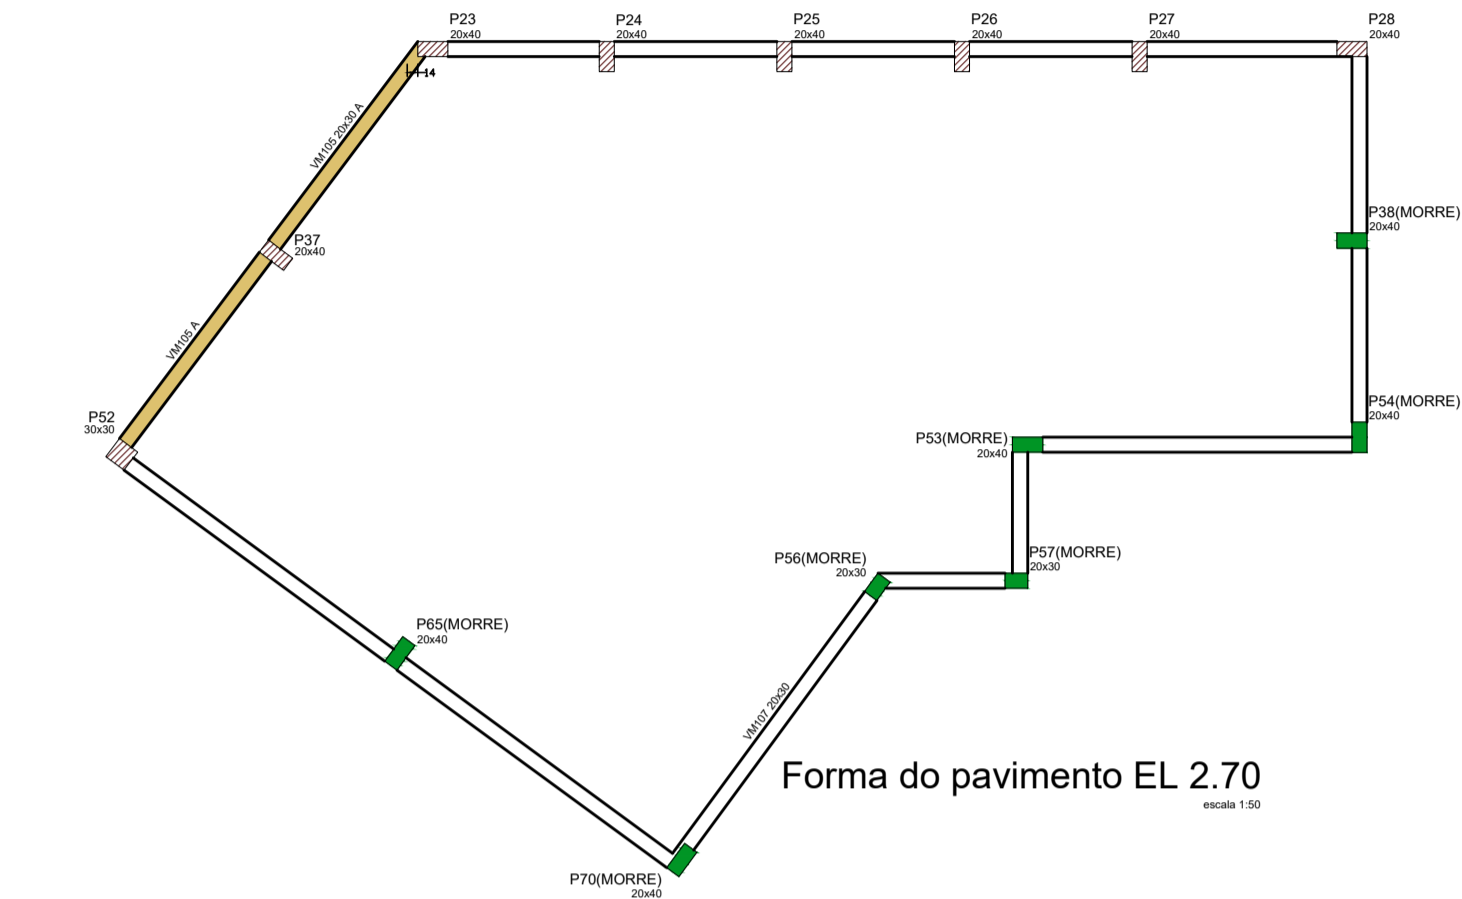 P23
20x40
P24
20x40
P25
20x40
P26
20x40
P27
20x40
P28
20x40
14
VM105 20x30 A
P37
20x40
P38(MORRE)
20x40
VM105 A
P52
30x30
P54(MORRE)
20x40
P53(MORRE)
20x40
P56(MORRE)
20x30
P57(MORRE)
20x30
P65(MORRE)
20x40
VM107 20x30
Forma do pavimento EL 2.70
escala 1:50
P70(MORRE)
20x40